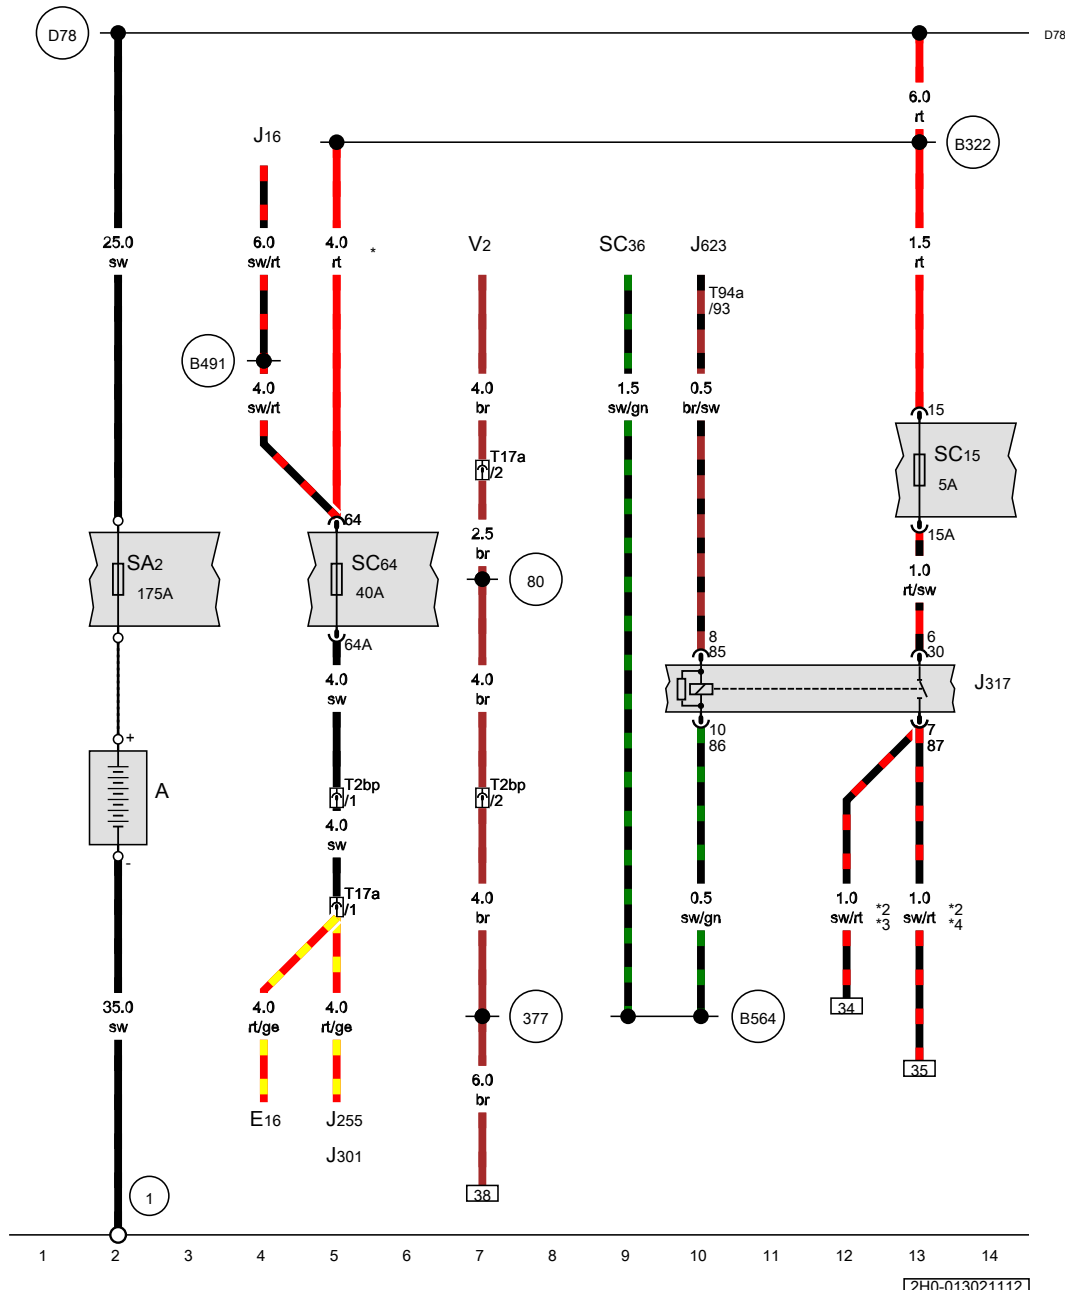 D78
D78
6.0
rt
J16
B322
25.0
sw
6.0
sw/rt
4.0
rt
*
V2
SC36
J623
1.5
rt
T94a
/93
B491
4.0
sw/rt
4.0
br
1.5
sw/gn
0.5
br/sw
15
T17a
/2
SC15
5A
64
2.5
br
15A
SA2
175A
SC64
40A
80
1.0
rt/sw
64A
8
85
6
30
4.0
sw
4.0
br
J317
10
86
7
87
+
A
T2bp
/1
T2bp
/2
4.0
sw
-
T17a
/1
4.0
br
0.5
sw/gn
1.0
sw/rt
*2
*3
1.0
sw/rt
*2
*4
35.0
sw
4.0
rt/ge
4.0
rt/ge
377
B564
34
35
6.0
br
E16
J255
J301
38
1
1 2 3 4 5 6 7 8 9 10 11 12 13 14
2H0-013021112